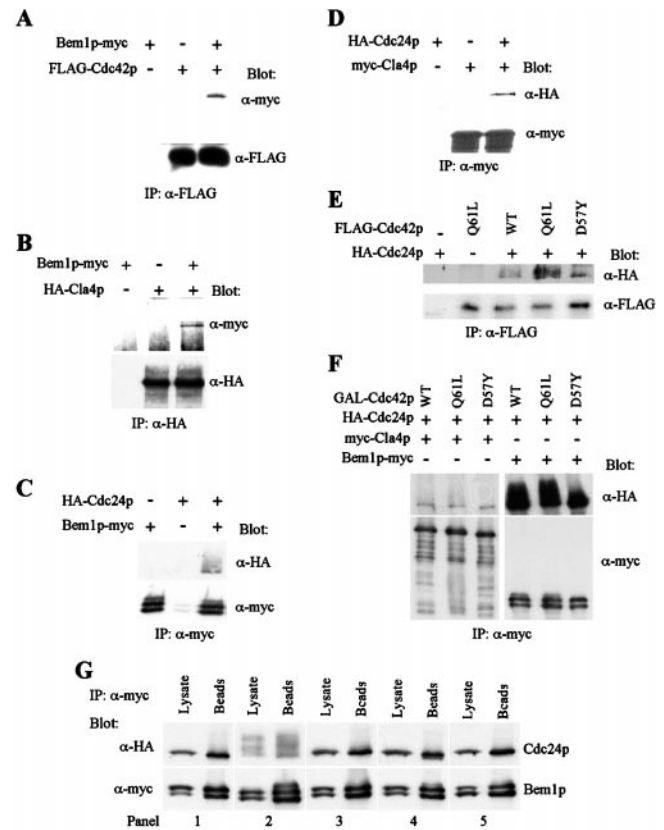 A
Bem1p-myc + - +
FLAG-Cdc42p - + + Blot:
α-myc
α-FLAG
IP: α-FLAG
B
Bem1p-myc + - +
HA-Cla4p - + + Blot:
α-myc
α-HA
IP: α-HA
C
HA-Cdc24p - + +
Bem1p-myc + - + Blot:
α-HA
α-myc
IP: α-myc
D
HA-Cdc24p + - +
myc-Cla4p - + + Blot:
α-HA
α-myc
IP: α-myc
E
FLAG-Cdc42p - Q61L WT Q61L D57Y
HA-Cdc24p + - + + + Blot:
α-HA
α-FLAG
IP: α-FLAG
F
GAL-Cdc42p WT Q61L D57Y WT Q61L D57Y
HA-Cdc24p + + + + + +
myc-Cla4p + + + - - -
Bem1p-myc - - - + + +
Blot:
α-HA
α-myc
IP: α-myc
G
IP: α-myc Lysate Beads Lysate Beads Lysate Beads Lysate Beads Lysate Beads
Blot:
α-HA Cdc24p
α-myc Bem1p
Panel 1 2 3 4 5